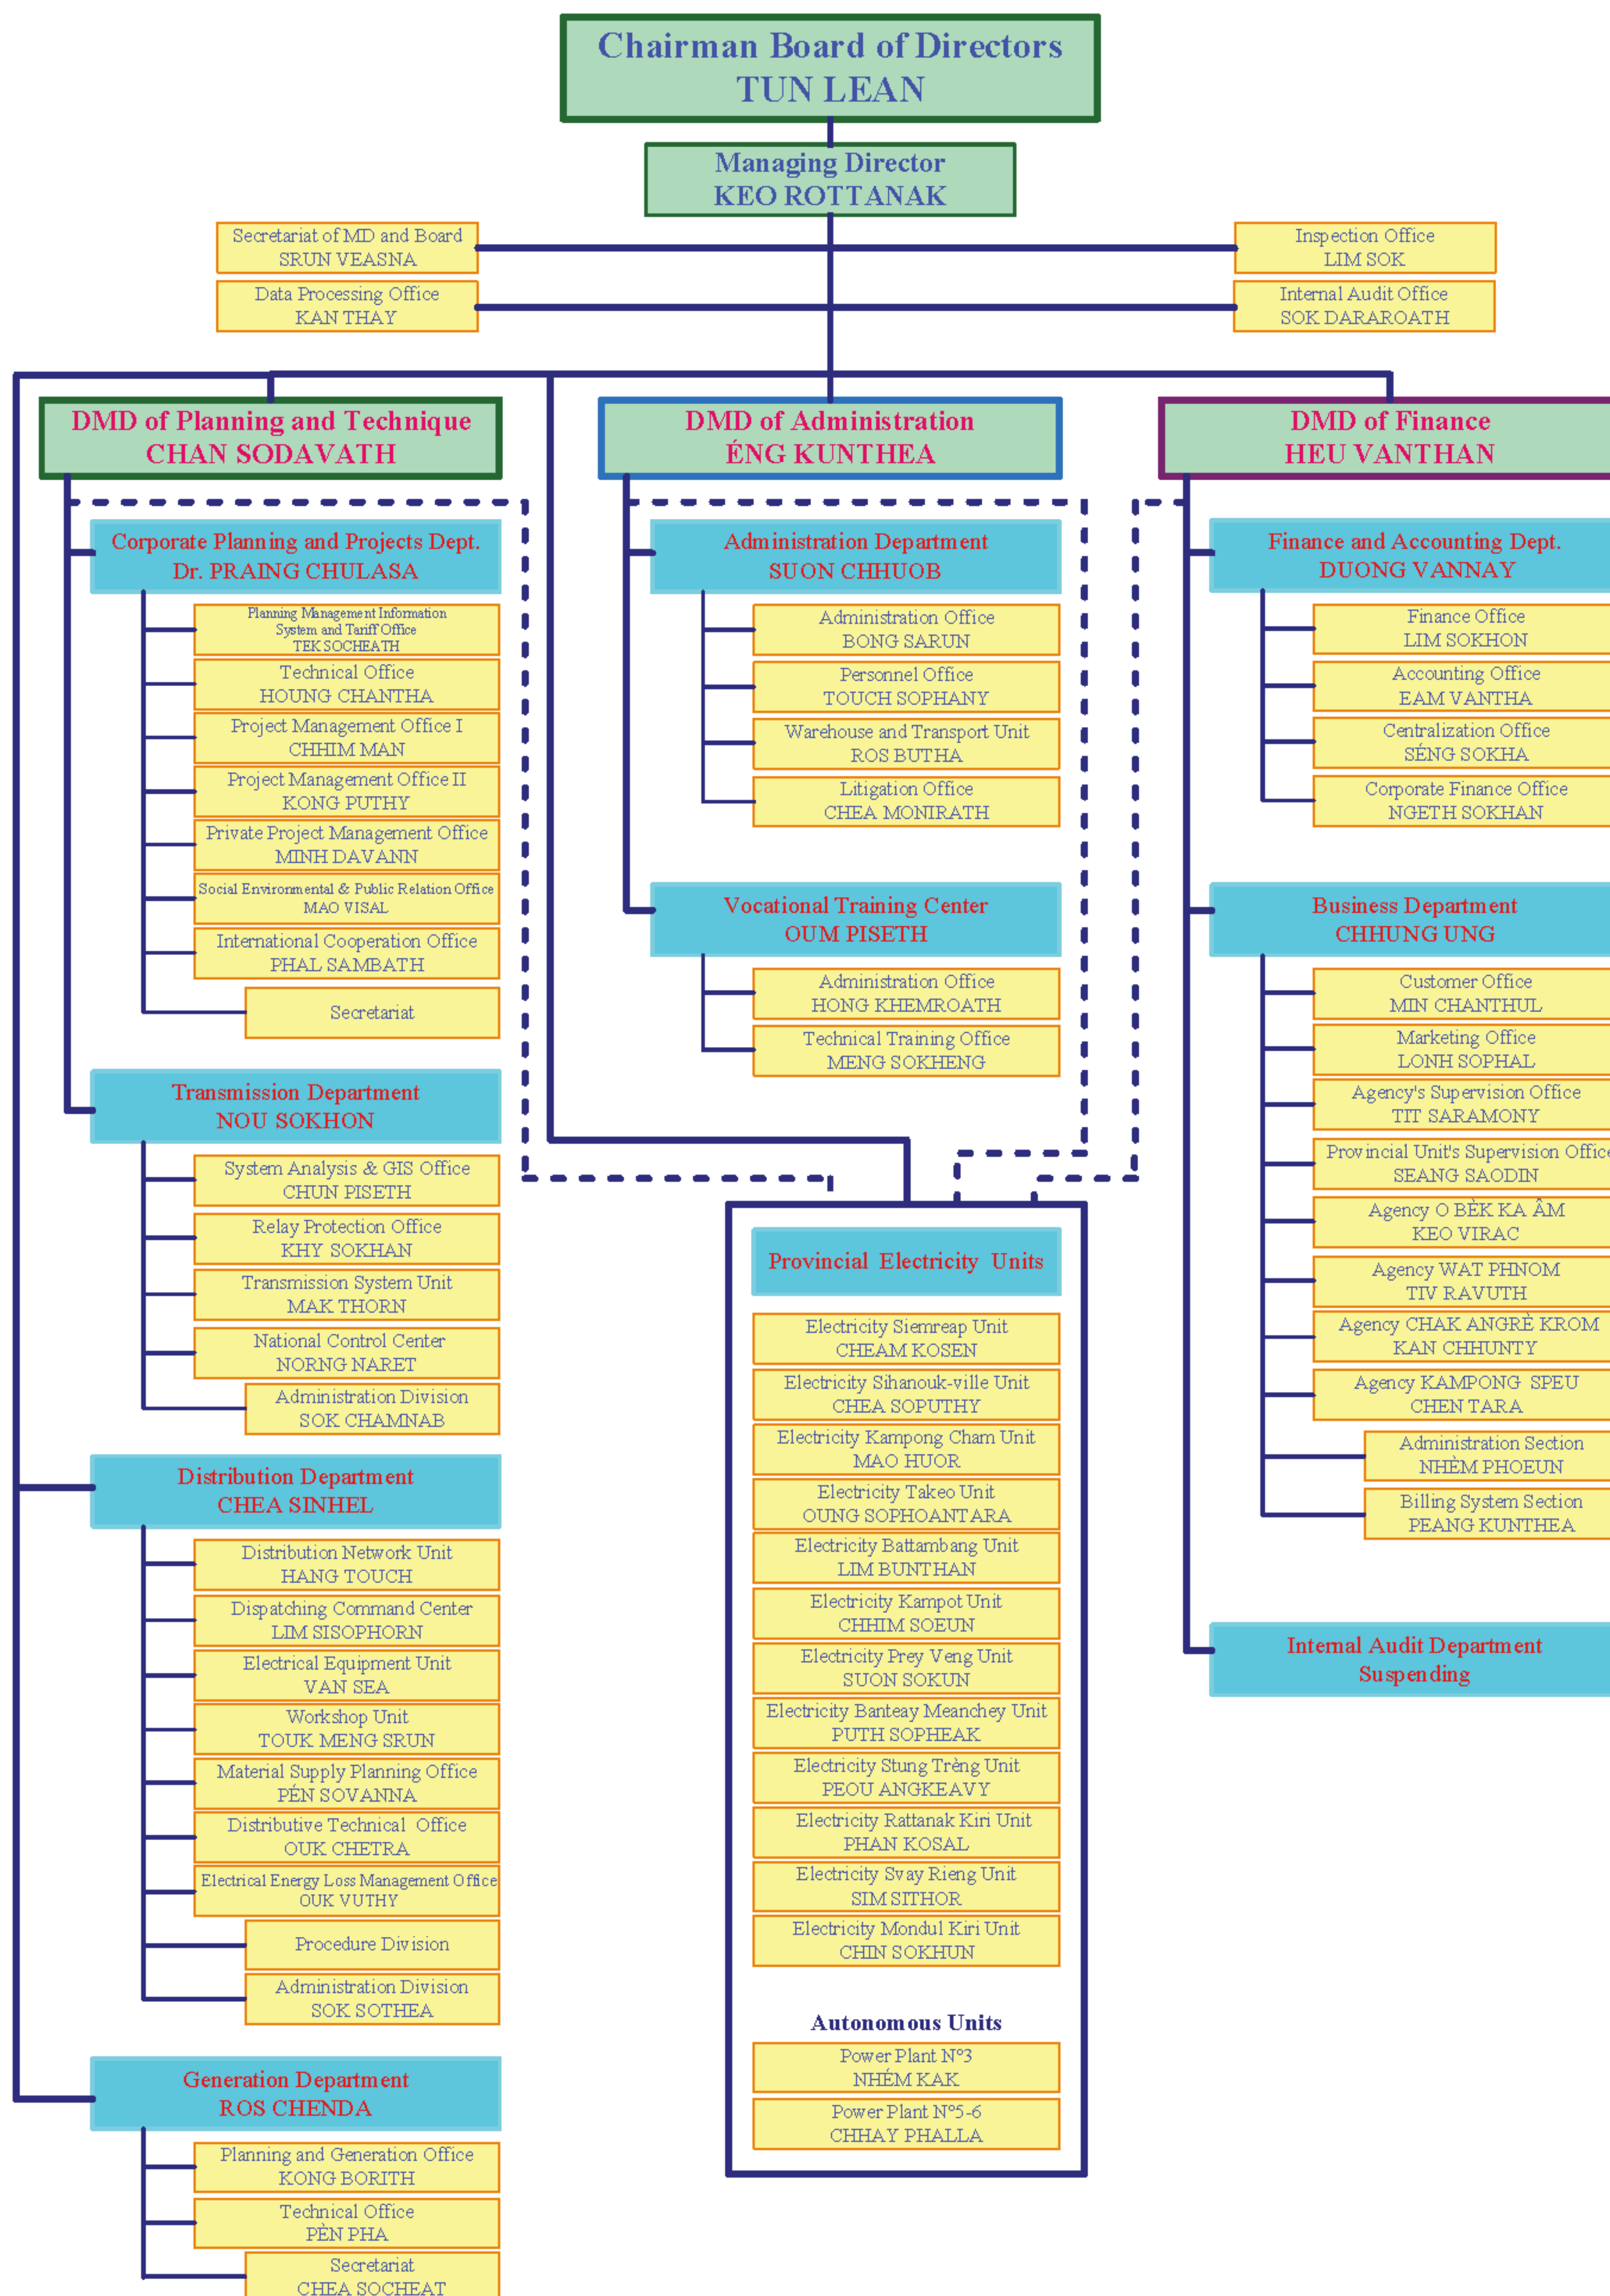 Chairman Board of Directors
TUN LEAN
Managing Director
KEO ROTTANAK
Secretariat of MD and Board
SRUN VEASNA
Inspection Office
LIM SOK
Data Processing Office
KAN THAY
Internal Audit Office
SOK DARAROATH
DMD of Planning and Technique
CHAN SODAVATH
Corporate Planning and Projects Dept.
Dr. PRAING CHULASA
Planning Management Information
System and Tariff Office
TEK SOCHEATH
Technical Office
HOUNG CHANTHA
Project Management Office I
CHHIM MAN
Project Management Office II
KONG PUTHY
Private Project Management Office
MINH DAVANN
Social Environmental & Public Relation Office
MAO VISAL
International Cooperation Office
PHAL SAMBATH
Secretariat
Transmission Department
NOU SOKHON
System Analysis & GIS Office
CHUN PISETH
Relay Protection Office
KHY SOKHAN
Transmission System Unit
MAK THORN
National Control Center
NORNG NARET
Administration Division
SOK CHAMNAB
Distribution Department
CHEA SINHEL
Distribution Network Unit
HANG TOUCH
Dispatching Command Center
LIM SISOPHORN
Electrical Equipment Unit
VAN SEA
Workshop Unit
TOUK MENG SRUN
Material Supply Planning Office
PÉN SOVANNA
Distributive Technical Office
OUK CHETRA
Electrical Energy Loss Management Office
OUK VUTHY
Procedure Division
Administration Division
SOK SOTHEA
Generation Department
ROS CHENDA
Planning and Generation Office
KONG BORITH
Technical Office
PÈN PHA
Secretariat
CHEA SOCHEAT
DMD of Administration
ÉNG KUNTHEA
Administration Department
SUON CHHUOB
Administration Office
BONG SARUN
Personnel Office
TOUCH SOPHANY
Warehouse and Transport Unit
ROS BUTHA
Litigation Office
CHEA MONIRATH
Vocational Training Center
OUM PISETH
Administration Office
HONG KHEMROATH
Technical Training Office
MENG SOKHENG
Provincial Electricity Units
Electricity Siemreap Unit
CHEAM KOSEN
Electricity Sihanouk-ville Unit
CHEA SOPUTHY
Electricity Kampong Cham Unit
MAO HUOR
Electricity Takeo Unit
OUNG SOPHOANTARA
Electricity Battambang Unit
LIM BUNTHAN
Electricity Kampot Unit
CHHIM SOEUN
Electricity Prey Veng Unit
SUON SOKUN
Electricity Banteay Meanchey Unit
PUTH SOPHEAK
Electricity Stung Trèng Unit
PEOU ANGKEAVY
Electricity Rattanak Kiri Unit
PHAN KOSAL
Electricity Svay Rieng Unit
SIM SITHOR
Electricity Mondul Kiri Unit
CHIN SOKHUN
Autonomous Units
Power Plant Nº3
NHÉM KAK
Power Plant Nº5-6
CHHAY PHALLA
DMD of Finance
HEU VANTHAN
Finance and Accounting Dept.
DUONG VANNAY
Finance Office
LIM SOKHON
Accounting Office
EAM VANTHA
Centralization Office
SÉNG SOKHA
Corporate Finance Office
NGETH SOKHAN
Business Department
CHHUNG UNG
Customer Office
MIN CHANTHUL
Marketing Office
LONH SOPHAL
Agency's Supervision Office
TIT SARAMONY
Provincial Unit's Supervision Office
SEANG SAODIN
Agency O BÈK KA ÂM
KEO VIRAC
Agency WAT PHNOM
TIV RAVUTH
Agency CHAK ANGRÈ KROM
KAN CHHUNTY
Agency KAMPONG SPEU
CHEN TARA
Administration Section
NHÈM PHOEUN
Billing System Section
PEANG KUNTHEA
Internal Audit Department
Suspending